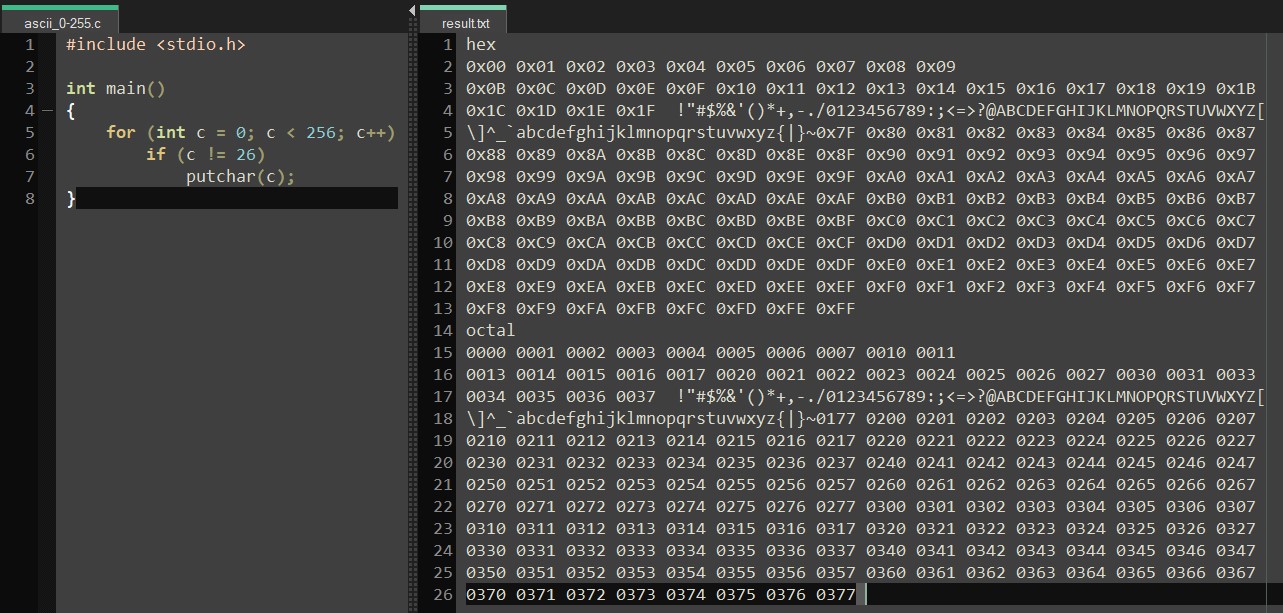 ascii_0-255.c
1 #include <stdio.h>
2
3 int main()
4 {
5 for (int c = 0; c < 256; c++)
6 if (c != 26)
7 putchar(c);
8 }
result.txt
1 hex
2 0x00 0x01 0x02 0x03 0x04 0x05 0x06 0x07 0x08 0x09
3 0x0B 0x0C 0x0D 0x0E 0x0F 0x10 0x11 0x12 0x13 0x14 0x15 0x16 0x17 0x18 0x19 0x1B
4 0x1C 0x1D 0x1E 0x1F  !"#$%&'()*+,-./0123456789:;<=>?@ABCDEFGHIJKLMNOPQRSTUVWXYZ[
5 \]^_`abcdefghijklmnopqrstuvwxyz{|}~0x7F 0x80 0x81 0x82 0x83 0x84 0x85 0x86 0x87
6 0x88 0x89 0x8A 0x8B 0x8C 0x8D 0x8E 0x8F 0x90 0x91 0x92 0x93 0x94 0x95 0x96 0x97
7 0x98 0x99 0x9A 0x9B 0x9C 0x9D 0x9E 0x9F 0xA0 0xA1 0xA2 0xA3 0xA4 0xA5 0xA6 0xA7
8 0xA8 0xA9 0xAA 0xAB 0xAC 0xAD 0xAE 0xAF 0xB0 0xB1 0xB2 0xB3 0xB4 0xB5 0xB6 0xB7
9 0xB8 0xB9 0xBA 0xBB 0xBC 0xBD 0xBE 0xBF 0xC0 0xC1 0xC2 0xC3 0xC4 0xC5 0xC6 0xC7
10 0xC8 0xC9 0xCA 0xCB 0xCC 0xCD 0xCE 0xCF 0xD0 0xD1 0xD2 0xD3 0xD4 0xD5 0xD6 0xD7
11 0xD8 0xD9 0xDA 0xDB 0xDC 0xDD 0xDE 0xDF 0xE0 0xE1 0xE2 0xE3 0xE4 0xE5 0xE6 0xE7
12 0xE8 0xE9 0xEA 0xEB 0xEC 0xED 0xEE 0xEF 0xF0 0xF1 0xF2 0xF3 0xF4 0xF5 0xF6 0xF7
13 0xF8 0xF9 0xFA 0xFB 0xFC 0xFD 0xFE 0xFF
14 octal
15 0000 0001 0002 0003 0004 0005 0006 0007 0010 0011
16 0013 0014 0015 0016 0017 0020 0021 0022 0023 0024 0025 0026 0027 0030 0031 0033
17 0034 0035 0036 0037  !"#$%&'()*+,-./0123456789:;<=>?@ABCDEFGHIJKLMNOPQRSTUVWXYZ[
18 \]^_`abcdefghijklmnopqrstuvwxyz{|}~0177 0200 0201 0202 0203 0204 0205 0206 0207
19 0210 0211 0212 0213 0214 0215 0216 0217 0220 0221 0222 0223 0224 0225 0226 0227
20 0230 0231 0232 0233 0234 0235 0236 0237 0240 0241 0242 0243 0244 0245 0246 0247
21 0250 0251 0252 0253 0254 0255 0256 0257 0260 0261 0262 0263 0264 0265 0266 0267
22 0270 0271 0272 0273 0274 0275 0276 0277 0300 0301 0302 0303 0304 0305 0306 0307
23 0310 0311 0312 0313 0314 0315 0316 0317 0320 0321 0322 0323 0324 0325 0326 0327
24 0330 0331 0332 0333 0334 0335 0336 0337 0340 0341 0342 0343 0344 0345 0346 0347
25 0350 0351 0352 0353 0354 0355 0356 0357 0360 0361 0362 0363 0364 0365 0366 0367
26 0370 0371 0372 0373 0374 0375 0376 0377